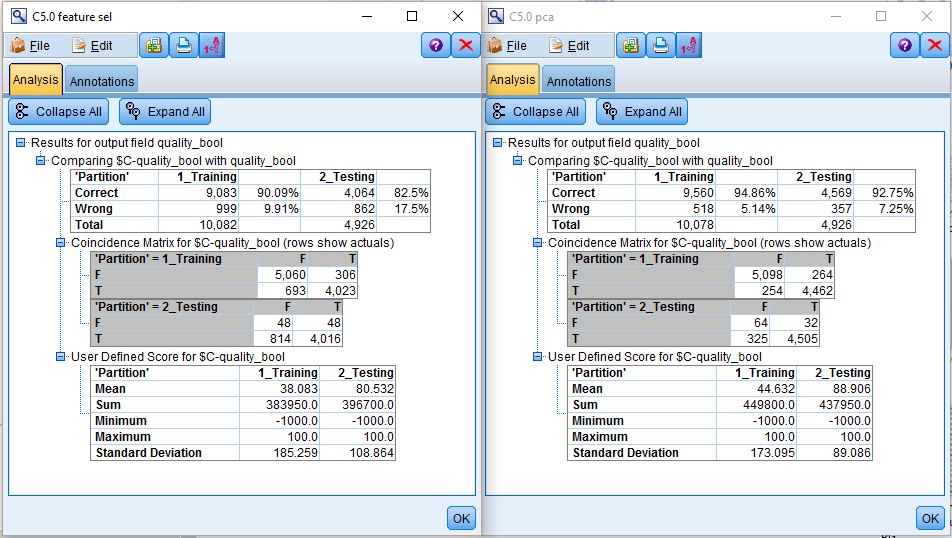 C5.0 feature sel
File Edit
Analysis Annotations
Collapse All Expand All
Results for output field quality_bool
Comparing $C-quality_bool with quality_bool
'Partition' 1_Training 2_Testing
Correct 9,083 90.09% 4,064 82.5%
Wrong 999 9.91% 862 17.5%
Total 10,082 4,926
Coincidence Matrix for $C-quality_bool (rows show actuals)
'Partition' = 1_Training F T
F 5,060 306
T 693 4,023
'Partition' = 2_Testing F T
F 48 48
T 814 4,016
User Defined Score for $C-quality_bool
'Partition' 1_Training 2_Testing
Mean 38.083 80.532
Sum 383950.0 396700.0
Minimum -1000.0 -1000.0
Maximum 100.0 100.0
Standard Deviation 185.259 108.864
OK
C5.0 pca
File Edit
Analysis Annotations
Collapse All Expand All
Results for output field quality_bool
Comparing $C-quality_bool with quality_bool
'Partition' 1_Training 2_Testing
Correct 9,560 94.86% 4,569 92.75%
Wrong 518 5.14% 357 7.25%
Total 10,078 4,926
Coincidence Matrix for $C-quality_bool (rows show actuals)
'Partition' = 1_Training F T
F 5,098 264
T 254 4,462
'Partition' = 2_Testing F T
F 64 32
T 325 4,505
User Defined Score for $C-quality_bool
'Partition' 1_Training 2_Testing
Mean 44.632 88.906
Sum 449800.0 437950.0
Minimum -1000.0 -1000.0
Maximum 100.0 100.0
Standard Deviation 173.095 89.086
OK